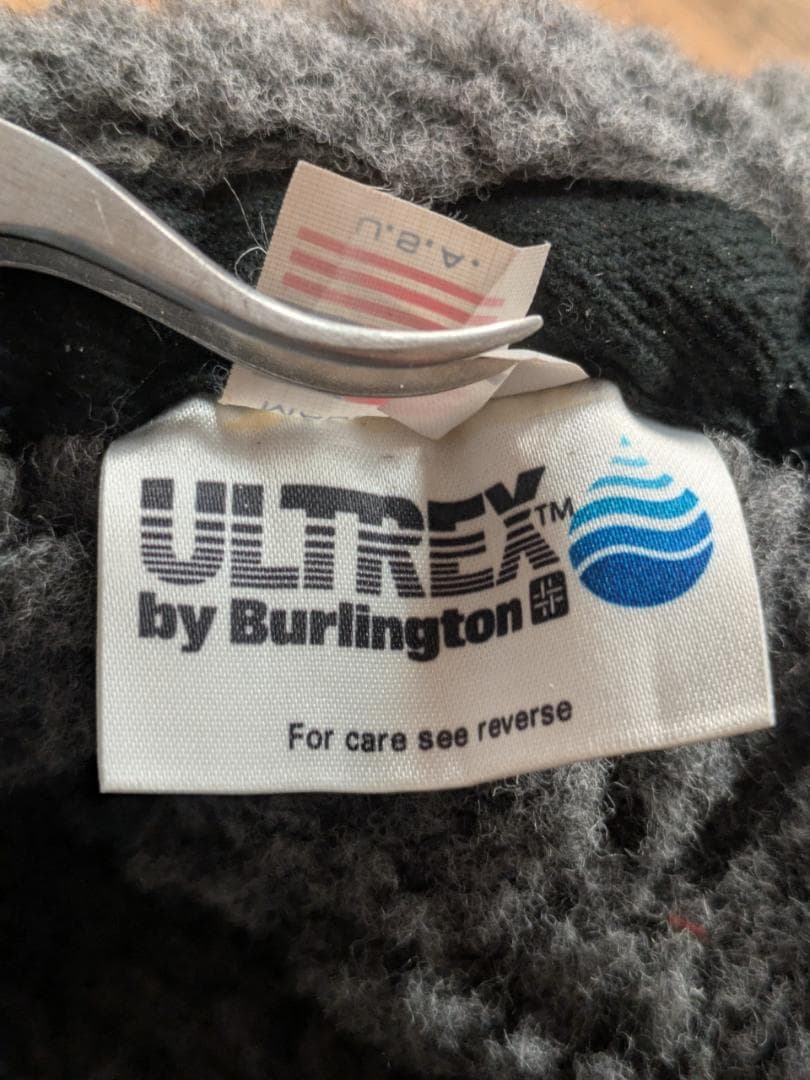 U.S.A.
ULTREX™
by Burlington
For care see reverse